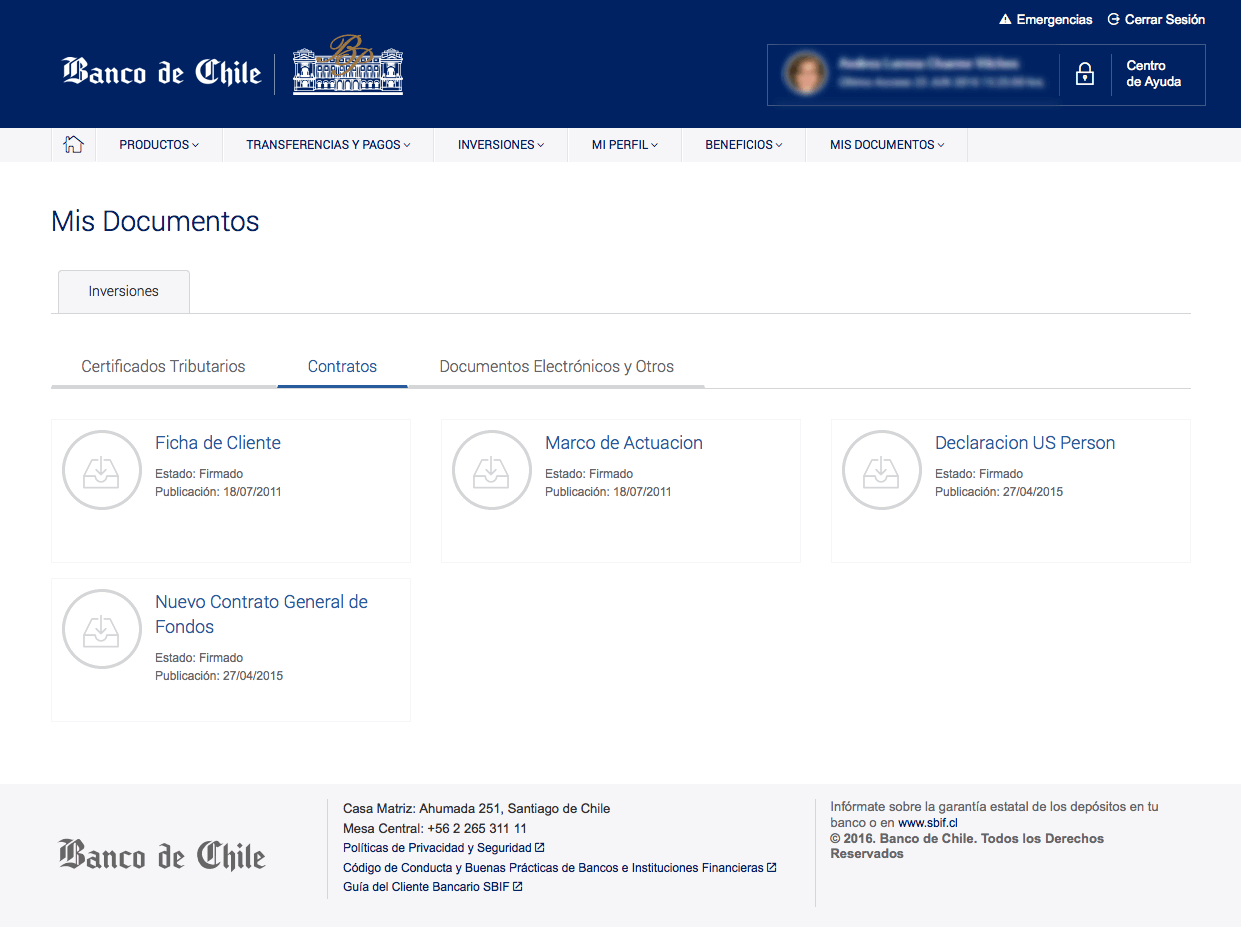 Emergencias
Cerrar Sesión
Banco de Chile
Centro
de Ayuda
PRODUCTOS
TRANSFERENCIAS Y PAGOS
INVERSIONES
MI PERFIL
BENEFICIOS
MIS DOCUMENTOS
Mis Documentos
Inversiones
Certificados Tributarios
Contratos
Documentos Electrónicos y Otros
Ficha de Cliente
Estado: Firmado
Publicación: 18/07/2011
Marco de Actuacion
Estado: Firmado
Publicación: 18/07/2011
Declaracion US Person
Estado: Firmado
Publicación: 27/04/2015
Nuevo Contrato General de
Fondos
Estado: Firmado
Publicación: 27/04/2015
Banco de Chile
Casa Matriz: Ahumada 251, Santiago de Chile
Mesa Central: +56 2 265 311 11
Políticas de Privacidad y Seguridad
Código de Conducta y Buenas Prácticas de Bancos e Instituciones Financieras
Guía del Cliente Bancario SBIF
Infórmate sobre la garantía estatal de los depósitos en tu
banco o en www.sbif.cl
© 2016. Banco de Chile. Todos los Derechos
Reservados